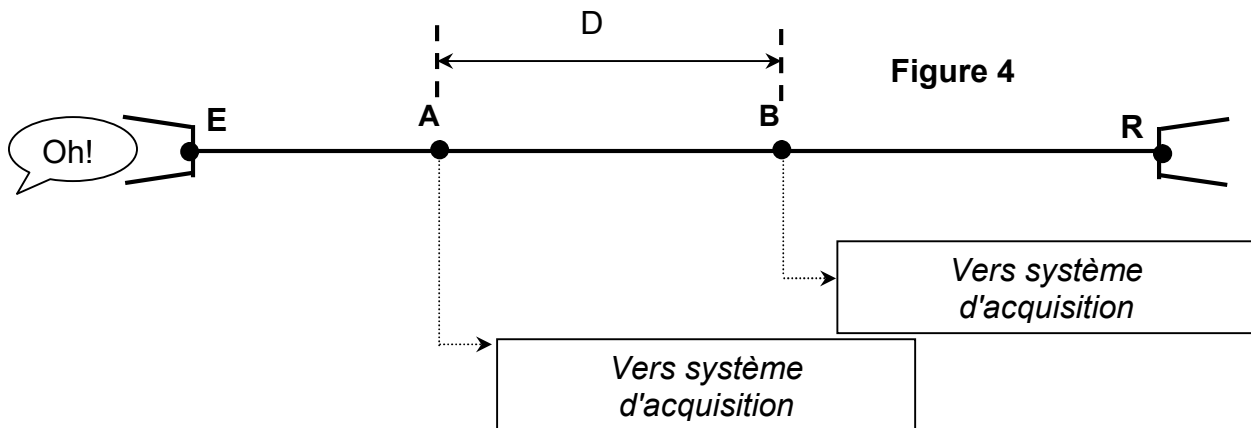 D
Figure 4
E
A
B
R
Oh!
Vers système
d'acquisition
Vers système
d'acquisition